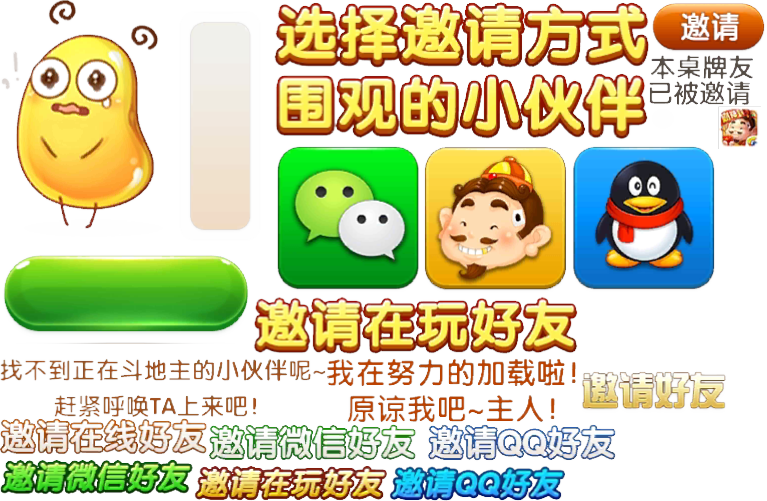 选择邀请方式
围观的小伙伴
邀请
本桌牌友
已被邀请
邀请在玩好友
找不到正在斗地主的小伙伴呢~
赶紧呼唤TA上来吧!
我在努力的加载啦!
原谅我吧~主人!
邀请好友
邀请在线好友
邀请微信好友
邀请QQ好友
邀请微信好友
邀请在玩好友
邀请QQ好友